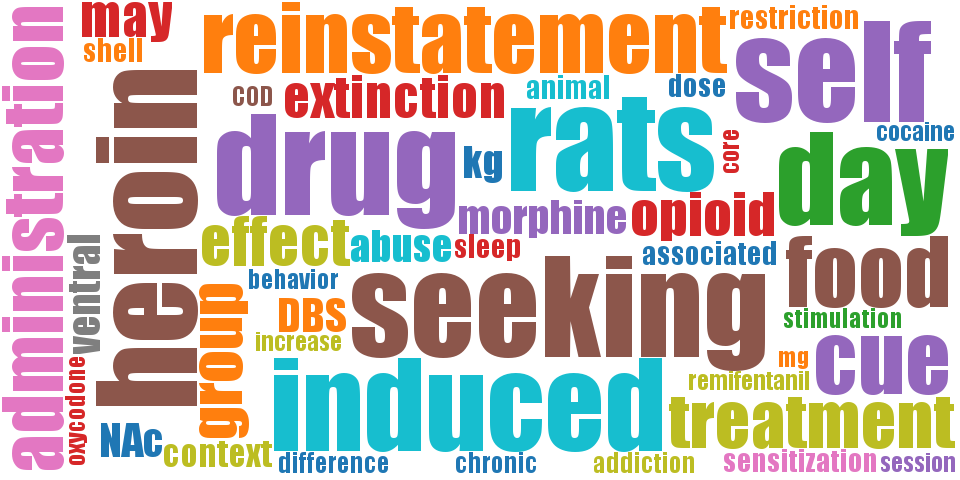 may
reinstatement
restriction
self
shell
administration
heroin
COD
extinction
animal
dose
rats
cocaine
drug
kg
core
day
morphine
opioid
effect
abuse
sleep
associated
food
ventral
behavior
seeking
group
DBS
stimulation
increase
cue
induced
mg
remifentanil
oxycodone
treatment
NAc
context
difference
chronic
addiction
sensitization
session